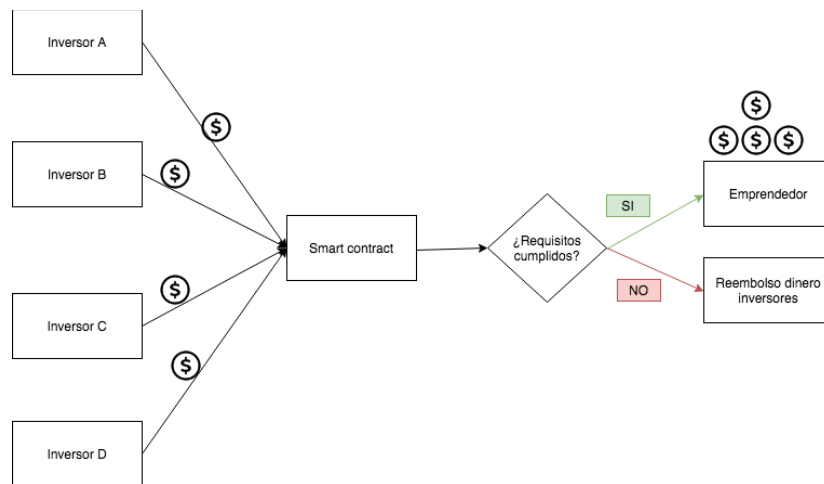 Inversor A
$
$
Inversor B
Smart contract
$
Inversor C
$
Inversor D
¿Requisitos
cumplidos?
SI
NO
$
$ $ $
Emprendedor
Reembolso dinero
inversores